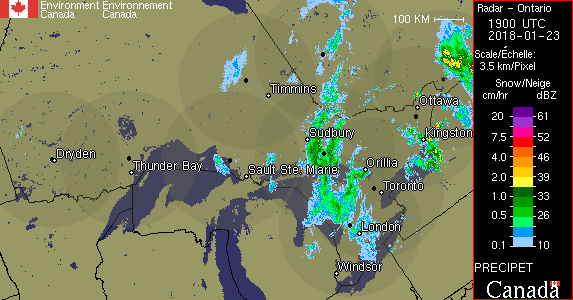 Environment Environnement
Canada Canada
100 KM
Timmins
Ottawa
Sudbury
Kingston
Dryden
Thunder Bay
Sault Ste. Marie
Orillia
Toronto
London
Windsor
Radar - Ontario
1900 UTC
2018-01-23
Scale/Échelle:
3.5 km/Pixel
Snow/Neige
cm/hr dBZ
20 61
7.5 52
4.0 46
2.0 39
1.0 33
0.5 26
0.1 10
PRECIPET
Canada